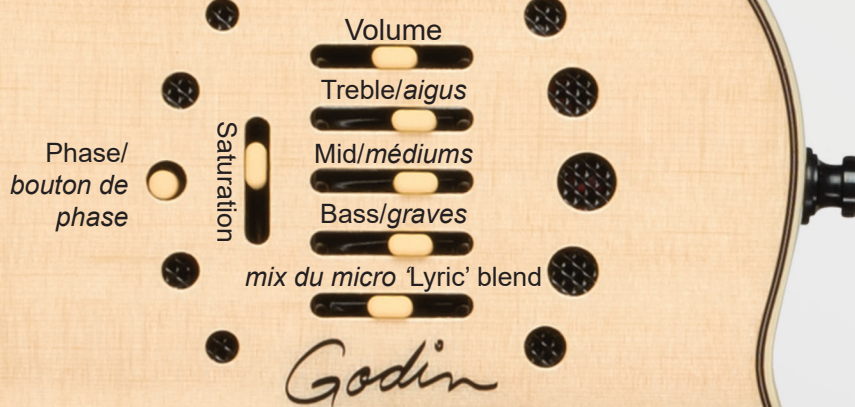 Volume
Treble/aigus
Mid/médiums
Bass/graves
mix du micro ‘Lyric’ blend
Saturation
Phase/
bouton de
phase
Godin